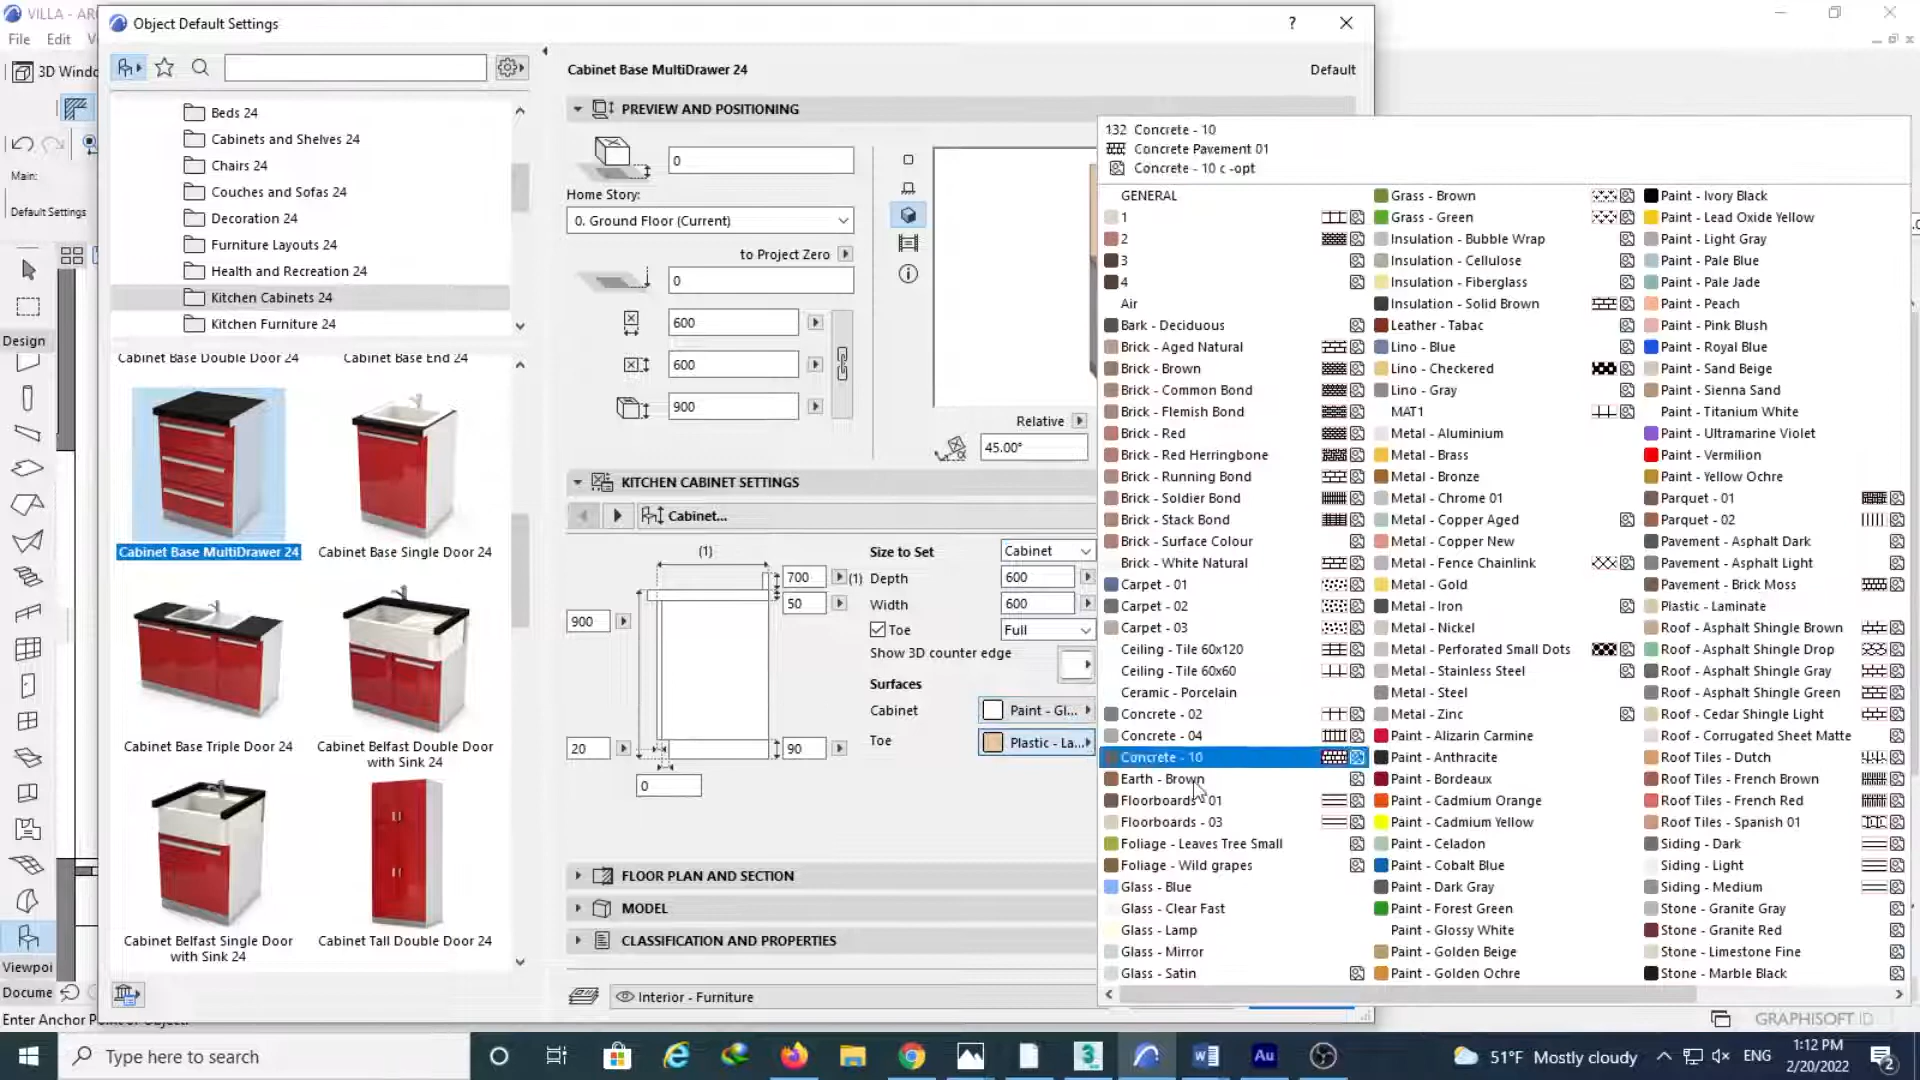 VILLA - AR
Object Default Settings
File
Edit
3D Windo
Main:
Default Settings
Design
Viewpoi
Docume
Beds 24
Cabinets and Shelves 24
Chairs 24
Couches and Sofas 24
Decoration 24
Furniture Layouts 24
Health and Recreation 24
Kitchen Cabinets 24
Kitchen Furniture 24
Cabinet Base Double Door 24
Cabinet Base End 24
Cabinet Base MultiDrawer 24
Cabinet Base Single Door 24
Cabinet Base Triple Door 24
Cabinet Belfast Double Door
with Sink 24
Cabinet Belfast Single Door
with Sink 24
Cabinet Tall Double Door 24
Cabinet Base MultiDrawer 24
Default
PREVIEW AND POSITIONING
0
Home Story:
0. Ground Floor (Current)
to Project Zero
0
600
600
900
Relative
45.00°
KITCHEN CABINET SETTINGS
Cabinet...
(1)
700
(1)
50
900
20
90
0
Size to Set
Cabinet
Depth
600
Width
600
Toe
Full
Show 3D counter edge
Surfaces
Cabinet
Paint - Gl...
Toe
Plastic - La...
FLOOR PLAN AND SECTION
MODEL
CLASSIFICATION AND PROPERTIES
Interior - Furniture
132 Concrete - 10
Concrete Pavement 01
Concrete - 10 c -opt
GENERAL
1
2
3
4
Air
Bark - Deciduous
Brick - Aged Natural
Brick - Brown
Brick - Common Bond
Brick - Flemish Bond
Brick - Red
Brick - Red Herringbone
Brick - Running Bond
Brick - Soldier Bond
Brick - Stack Bond
Brick - Surface Colour
Brick - White Natural
Carpet - 01
Carpet - 02
Carpet - 03
Ceiling - Tile 60x120
Ceiling - Tile 60x60
Ceramic - Porcelain
Concrete - 02
Concrete - 04
Concrete - 10
Earth - Brown
Floorboards - 01
Floorboards - 03
Foliage - Leaves Tree Small
Foliage - Wild grapes
Glass - Blue
Glass - Clear Fast
Glass - Lamp
Glass - Mirror
Glass - Satin
Grass - Brown
Grass - Green
Insulation - Bubble Wrap
Insulation - Cellulose
Insulation - Fiberglass
Insulation - Solid Brown
Leather - Tabac
Lino - Blue
Lino - Checkered
Lino - Gray
MAT1
Metal - Aluminium
Metal - Brass
Metal - Bronze
Metal - Chrome 01
Metal - Copper Aged
Metal - Copper New
Metal - Fence Chainlink
Metal - Gold
Metal - Iron
Metal - Nickel
Metal - Perforated Small Dots
Metal - Stainless Steel
Metal - Steel
Metal - Zinc
Paint - Alizarin Carmine
Paint - Anthracite
Paint - Bordeaux
Paint - Cadmium Orange
Paint - Cadmium Yellow
Paint - Celadon
Paint - Cobalt Blue
Paint - Dark Gray
Paint - Forest Green
Paint - Glossy White
Paint - Golden Beige
Paint - Golden Ochre
Paint - Ivory Black
Paint - Lead Oxide Yellow
Paint - Light Gray
Paint - Pale Blue
Paint - Pale Jade
Paint - Peach
Paint - Pink Blush
Paint - Royal Blue
Paint - Sand Beige
Paint - Sienna Sand
Paint - Titanium White
Paint - Ultramarine Violet
Paint - Vermilion
Paint - Yellow Ochre
Parquet - 01
Parquet - 02
Pavement - Asphalt Dark
Pavement - Asphalt Light
Pavement - Brick Moss
Plastic - Laminate
Roof - Asphalt Shingle Brown
Roof - Asphalt Shingle Drop
Roof - Asphalt Shingle Gray
Roof - Asphalt Shingle Green
Roof - Cedar Shingle Light
Roof - Corrugated Sheet Matte
Roof Tiles - Dutch
Roof Tiles - French Brown
Roof Tiles - French Red
Roof Tiles - Spanish 01
Siding - Dark
Siding - Light
Siding - Medium
Stone - Granite Gray
Stone - Granite Red
Stone - Limestone Fine
Stone - Marble Black
GRAPHISOFT ID
Type here to search
Au
51°F Mostly cloudy
ENG
1:12 PM
2/20/2022
2